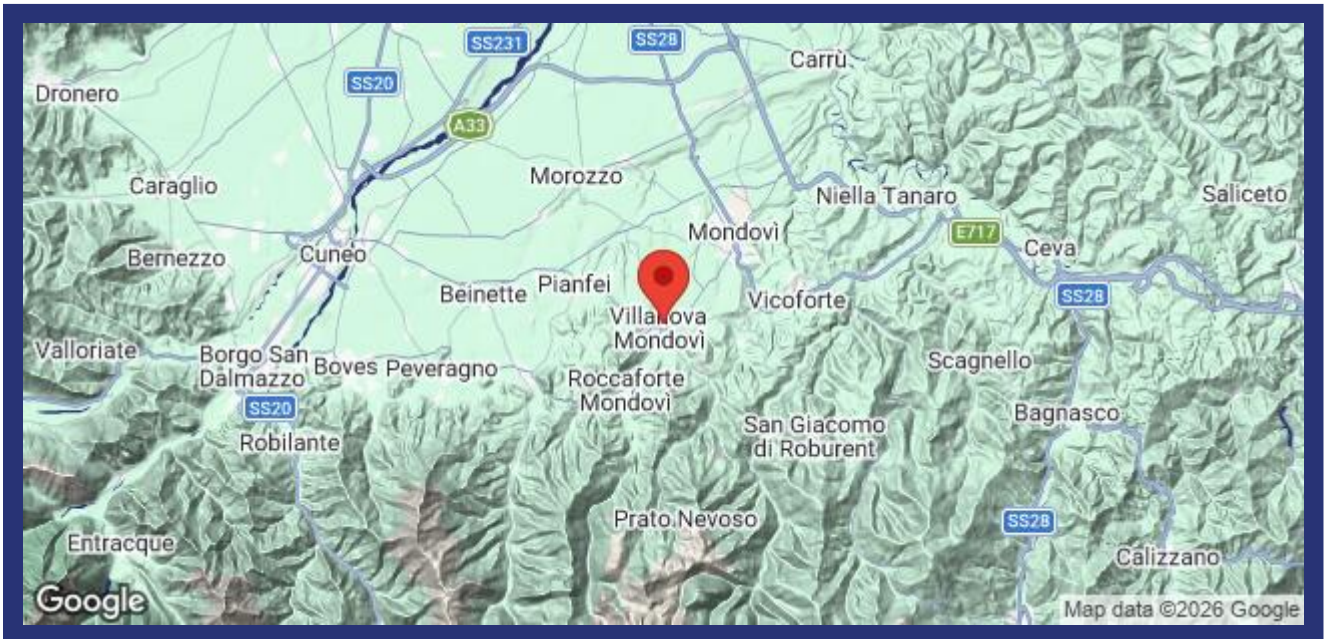 SS231
SS28
Carrù
SS20
Dronero
A33
Morozzo
Caraglio
Niella Tanaro
Saliceto
Mondovì
E717
Cuneo
Bernezzo
Ceva
Pianfei
Beinette
SS28
Vicoforte
Villanova
Mondovì
Valloriate
Borgo San
Dalmazzo
Boves
Peveragno
Scagnello
Roccaforte
Mondovì
SS20
Bagnasco
San Giacomo
di Roburent
Robilante
Prato Nevoso
SS28
Entracque
Calizzano
Google
Map data ©2026 Google